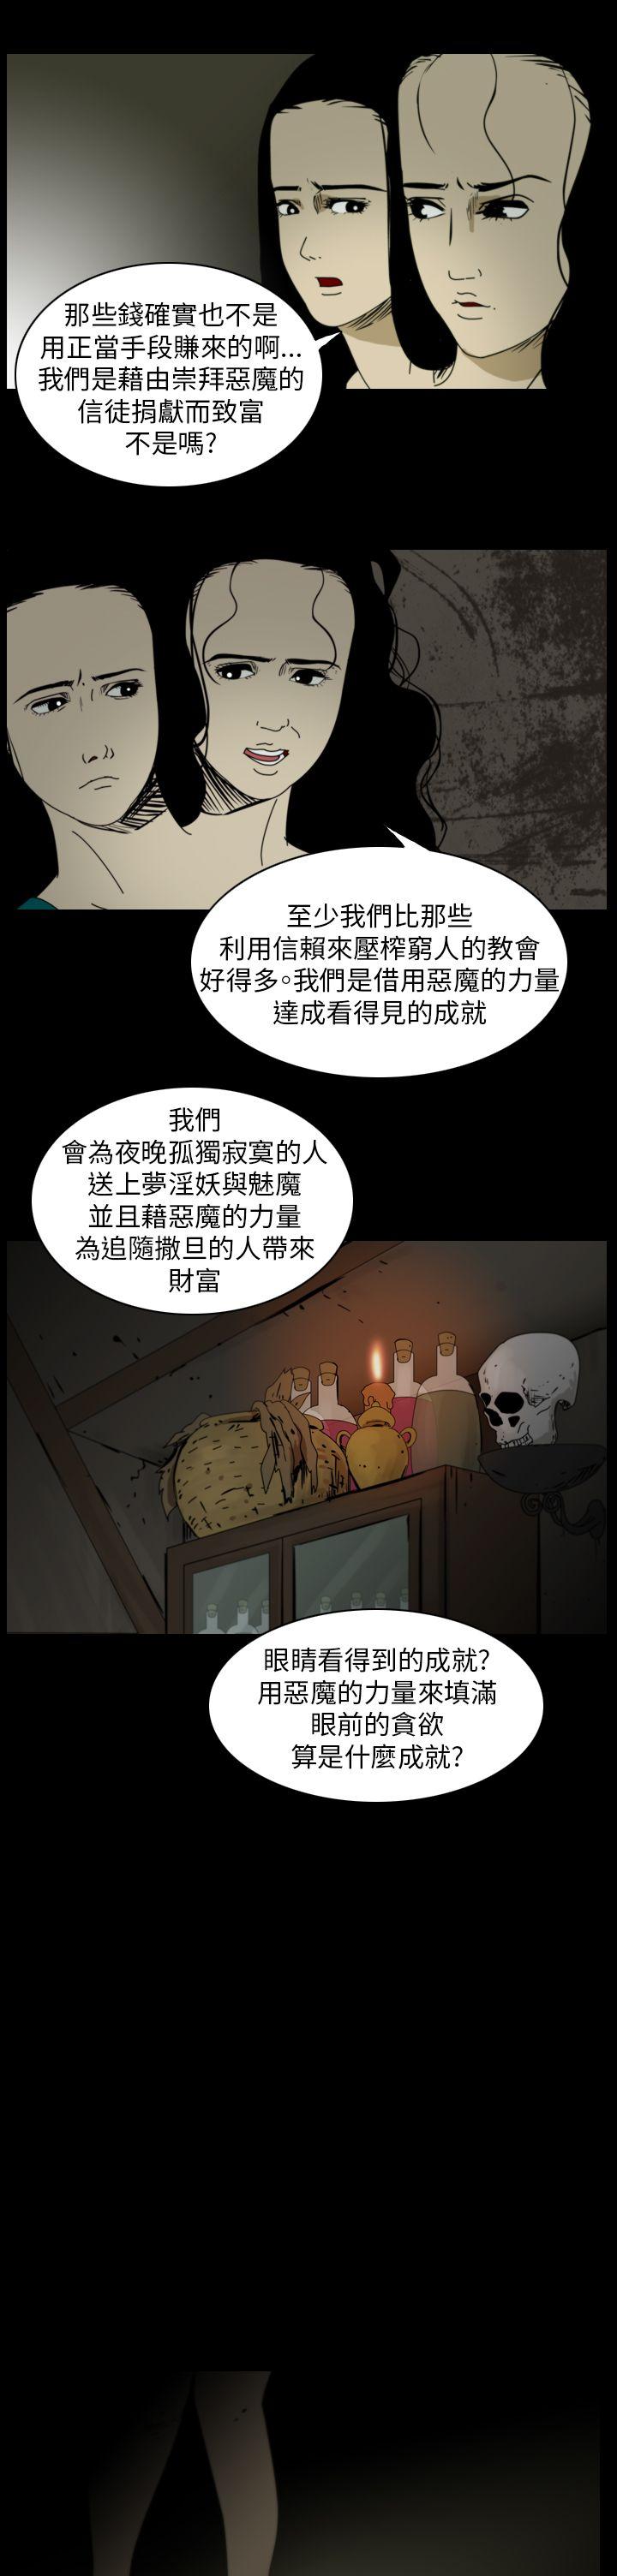 那些錢確實也不是
用正當手段賺來的啊...
我們是藉由崇拜惡魔的
信徒捐獻而致富
不是嗎?
至少我們比那些
利用信賴來壓榨窮人的教會
好得多。我們是借用惡魔的力量
達成看得見的成就
我們
會為夜晚孤獨寂寞的人
送上夢淫妖與魅魔
並且藉惡魔的力量
為追隨撒旦的人帶來
財富
眼睛看得到的成就?
用惡魔的力量來填滿
眼前的貪欲
算是什麼成就?